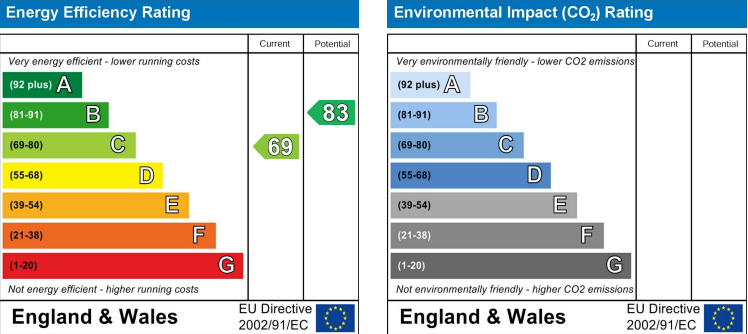 Energy Efficiency Rating
Current Potential
Very energy efficient - lower running costs
(92 plus) A
(81-91) B
83
(69-80) C
69
(55-68) D
(39-54) E
(21-38) F
(1-20) G
Not energy efficient - higher running costs
England & Wales
EU Directive
2002/91/EC
Environmental Impact (CO₂) Rating
Current Potential
Very environmentally friendly - lower CO2 emissions
(92 plus) A
(81-91) B
(69-80) C
(55-68) D
(39-54) E
(21-38) F
(1-20) G
Not environmentally friendly - higher CO2 emissions
England & Wales
EU Directive
2002/91/EC